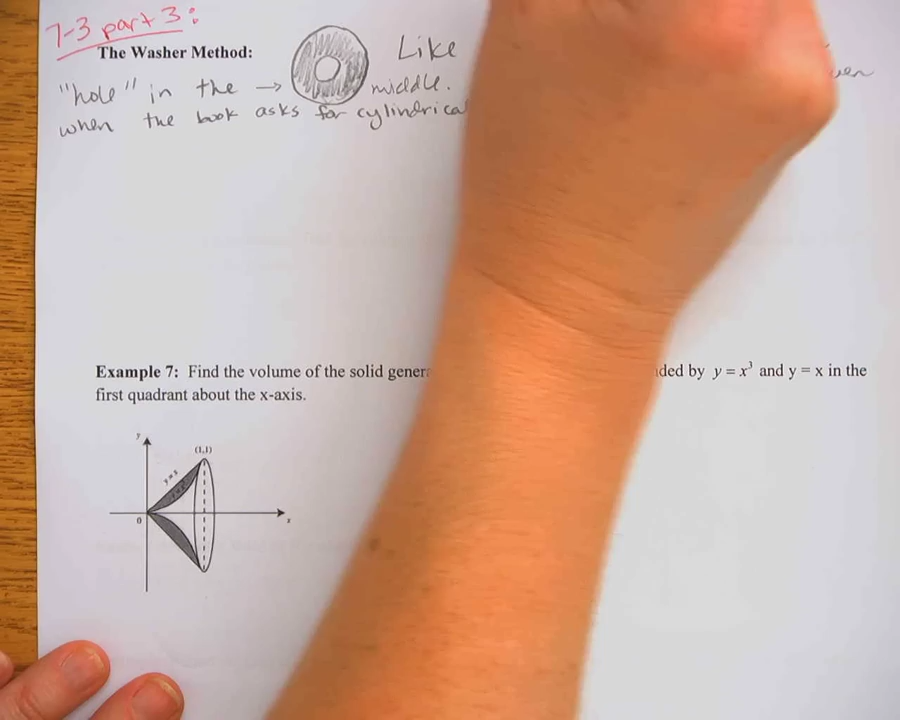 7-3 part 3:
The Washer Method:
Like
"hole" in the → middle.
when the book asks for cylindrica
Example 7: Find the volume of the solid gener ded by y = x³ and y = x in the
first quadrant about the x-axis.
y
(1,1)
y = x
0
x